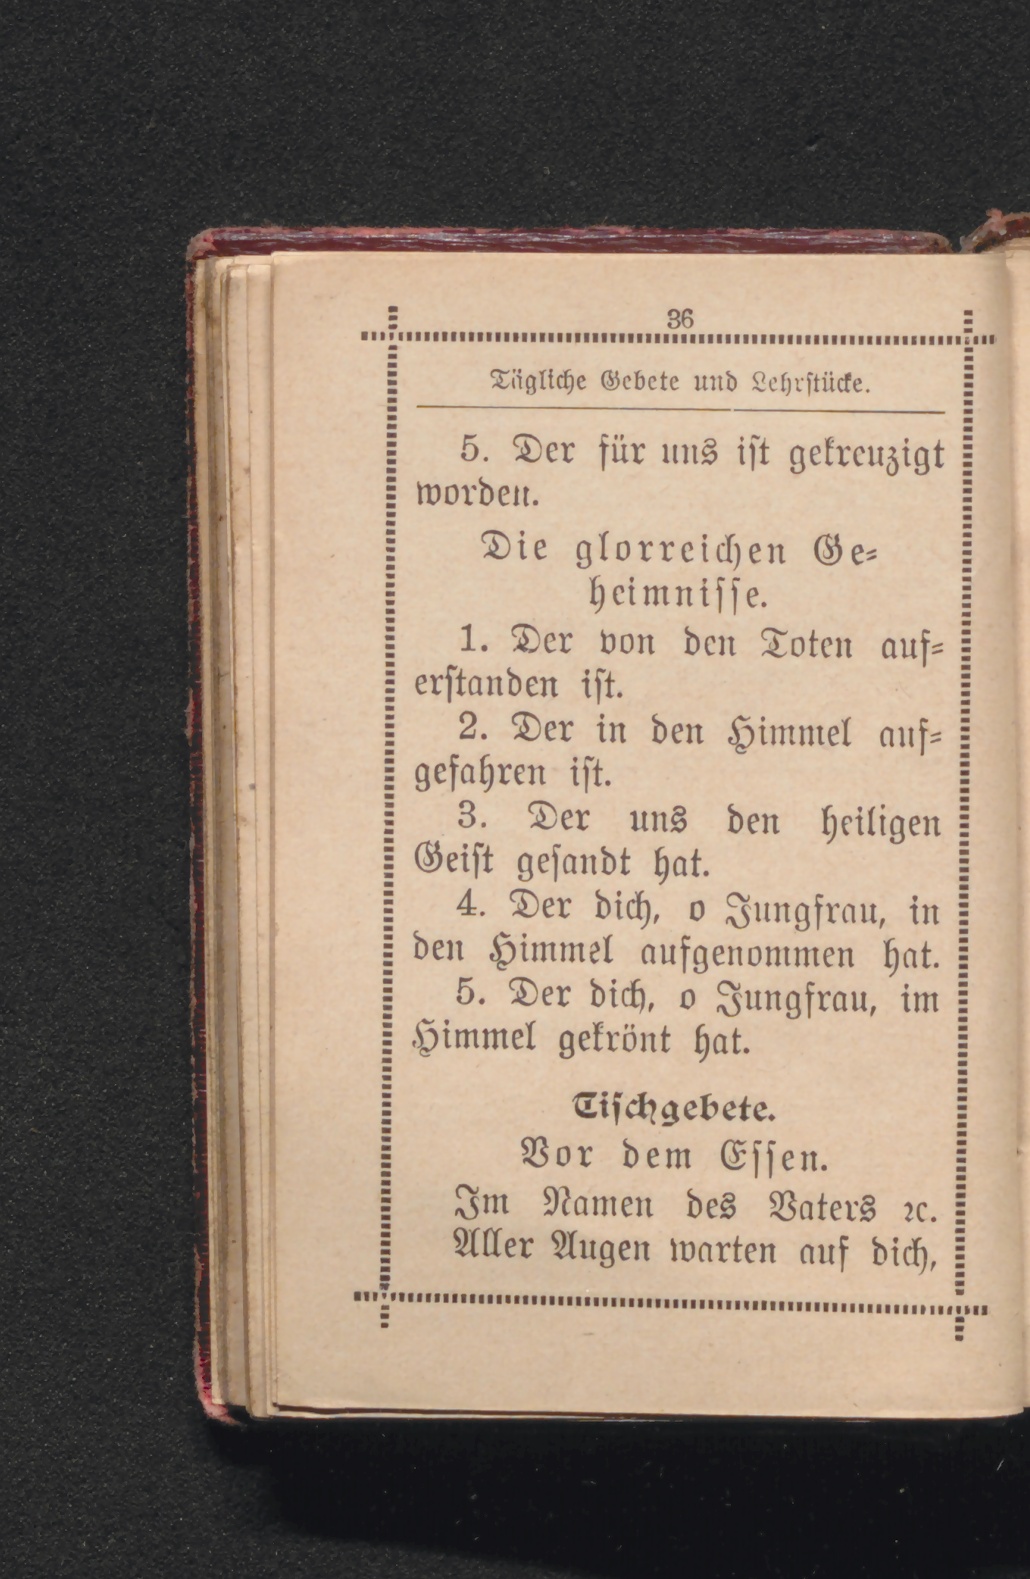 36
Tägliche Gebete und Lehrstücke.
5. Der für uns iſt gekreuzigt
worden.
Die glorreichen Ge⸗
heimniſſe.
1. Der von den Toten auf⸗
erſtanden iſt.
2. Der in den Himmel auf⸗
gefahren iſt.
3. Der uns den heiligen
Geiſt geſandt hat.
4. Der dich, o Jungfrau, in
den Himmel aufgenommen hat.
5. Der dich, o Jungfrau, im
Himmel gekrönt hat.
Tiſchgebete.
Vor dem Eſſen.
Im Namen des Vaters ꝛc.
Aller Augen warten auf dich,